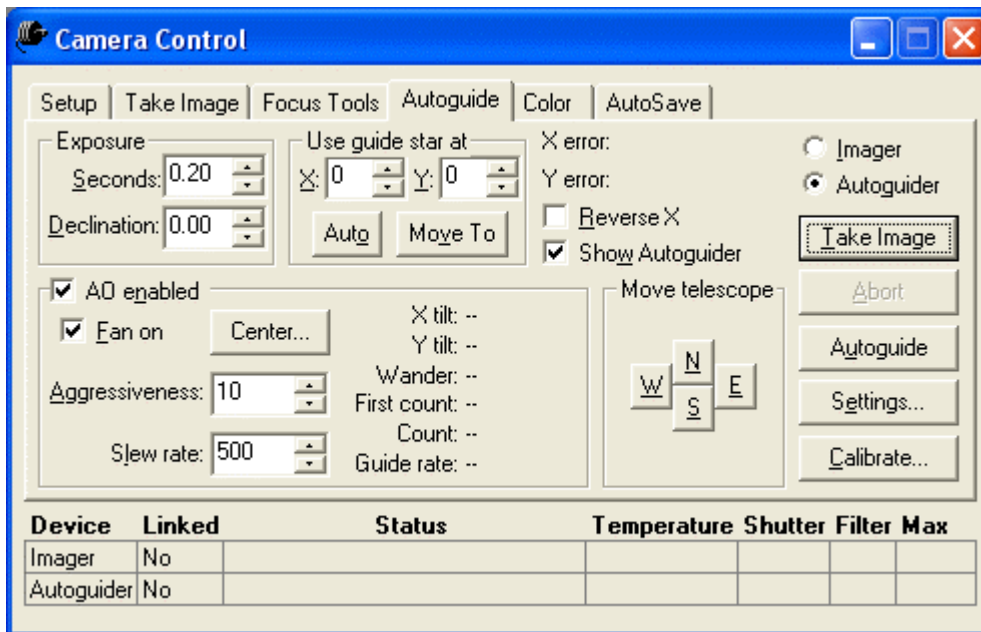 Camera Control
Setup Take Image Focus Tools Autoguide Color AutoSave
Exposure
Seconds: 0.20
Declination: 0.00
Use guide star at
X: 0 Y: 0
Auto Move To
X error:
Y error:
Reverse X
Show Autoguider
Imager
Autoguider
Take Image
Abort
Autoguide
Settings...
Calibrate...
AO enabled
Fan on Center...
Aggressiveness: 10
Slew rate: 500
X tilt: --
Y tilt: --
Wander: --
First count: --
Count: --
Guide rate: --
Move telescope
N
W E
S
Device Linked Status Temperature Shutter Filter Max
Imager No
Autoguider No